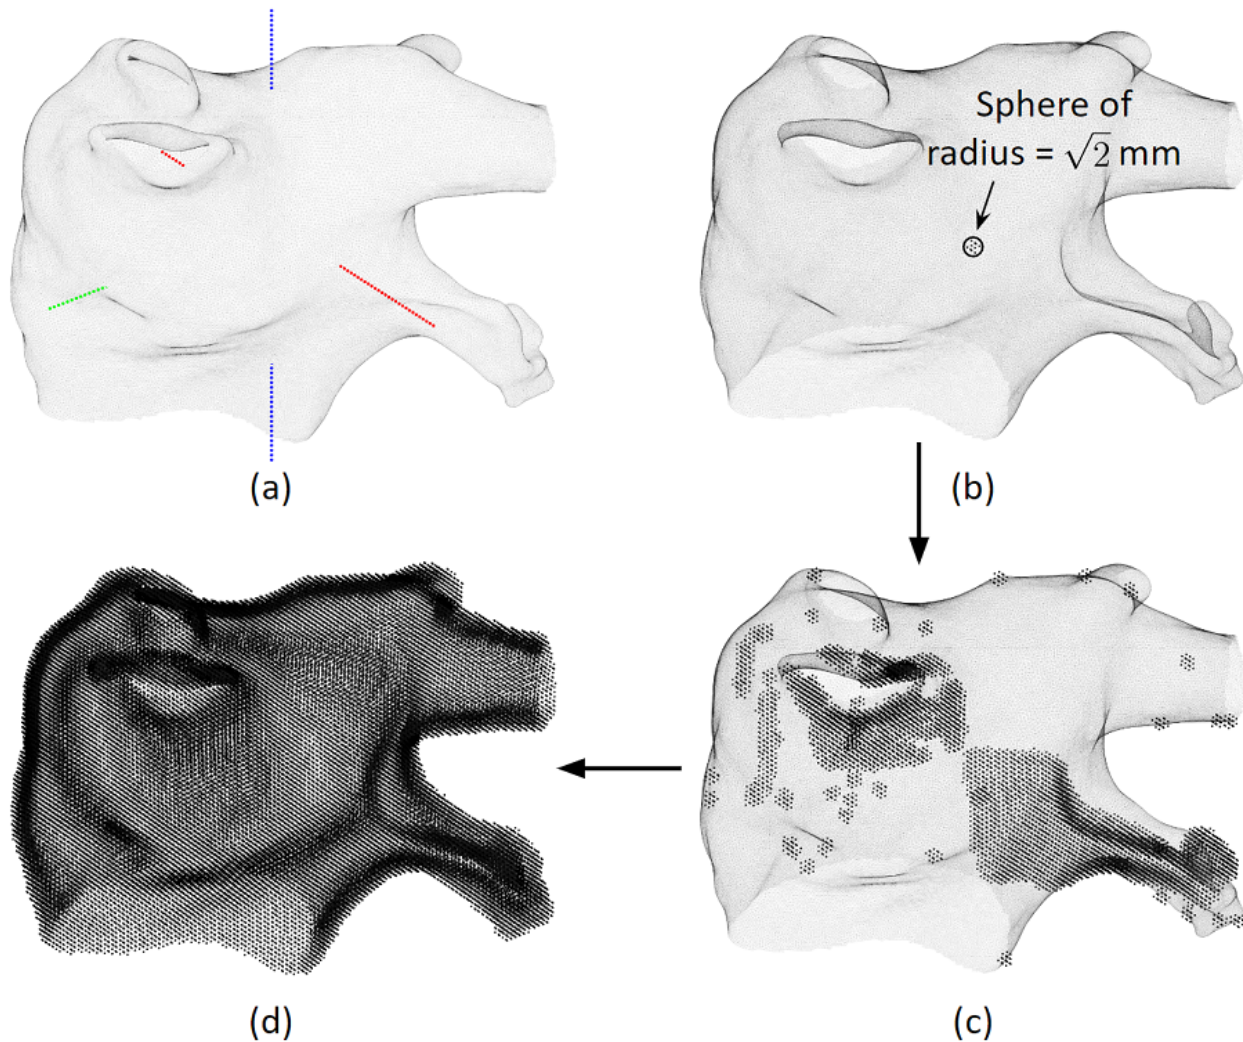 Sphere of
radius = √2 mm
(a)
(b)
(d)
(c)